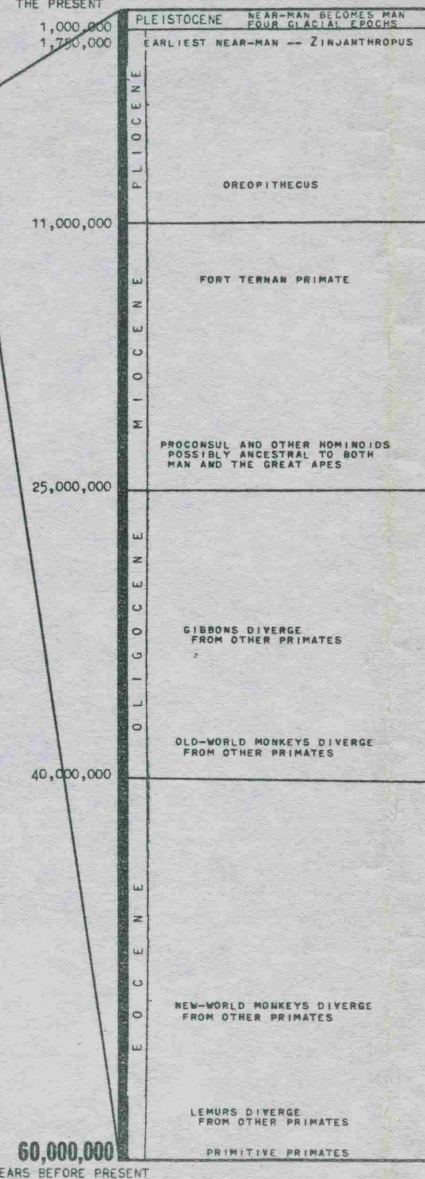 THE PRESENT
1,000,000
PLEISTOCENE
NEAR-MAN BECOMES MAN
FOUR GLACIAL EPOCHS
1,750,000
EARLIEST NEAR-MAN -- ZINJANTHROPUS
PLIOCENE
OREOPITHECUS
11,000,000
MIOCENE
FORT TERNAN PRIMATE
PROCONSUL AND OTHER HOMINOIDS
POSSIBLY ANCESTRAL TO BOTH
MAN AND THE GREAT APES
25,000,000
OLIGOCENE
GIBBONS DIVERGE
FROM OTHER PRIMATES
OLD-WORLD MONKEYS DIVERGE
FROM OTHER PRIMATES
40,000,000
EOCENE
NEW-WORLD MONKEYS DIVERGE
FROM OTHER PRIMATES
LEMURS DIVERGE
FROM OTHER PRIMATES
60,000,000
PRIMITIVE PRIMATES
EARS BEFORE PRESENT